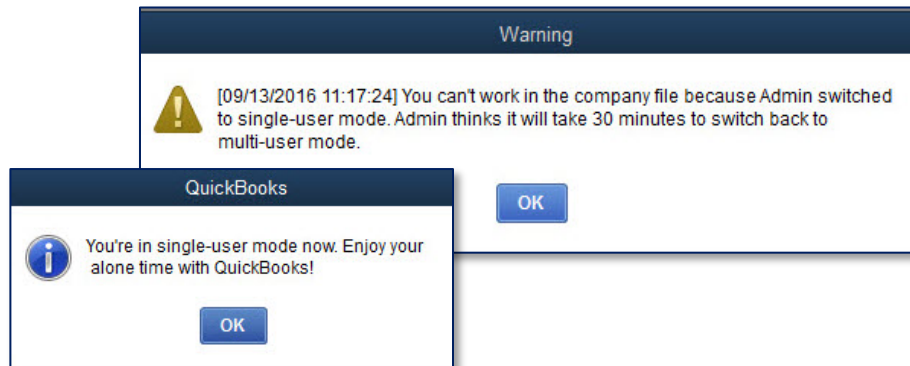 Warning
[09/13/2016 11:17:24] You can't work in the company file because Admin switched
to single-user mode. Admin thinks it will take 30 minutes to switch back to
multi-user mode.
OK
QuickBooks
You're in single-user mode now. Enjoy your
alone time with QuickBooks!
OK